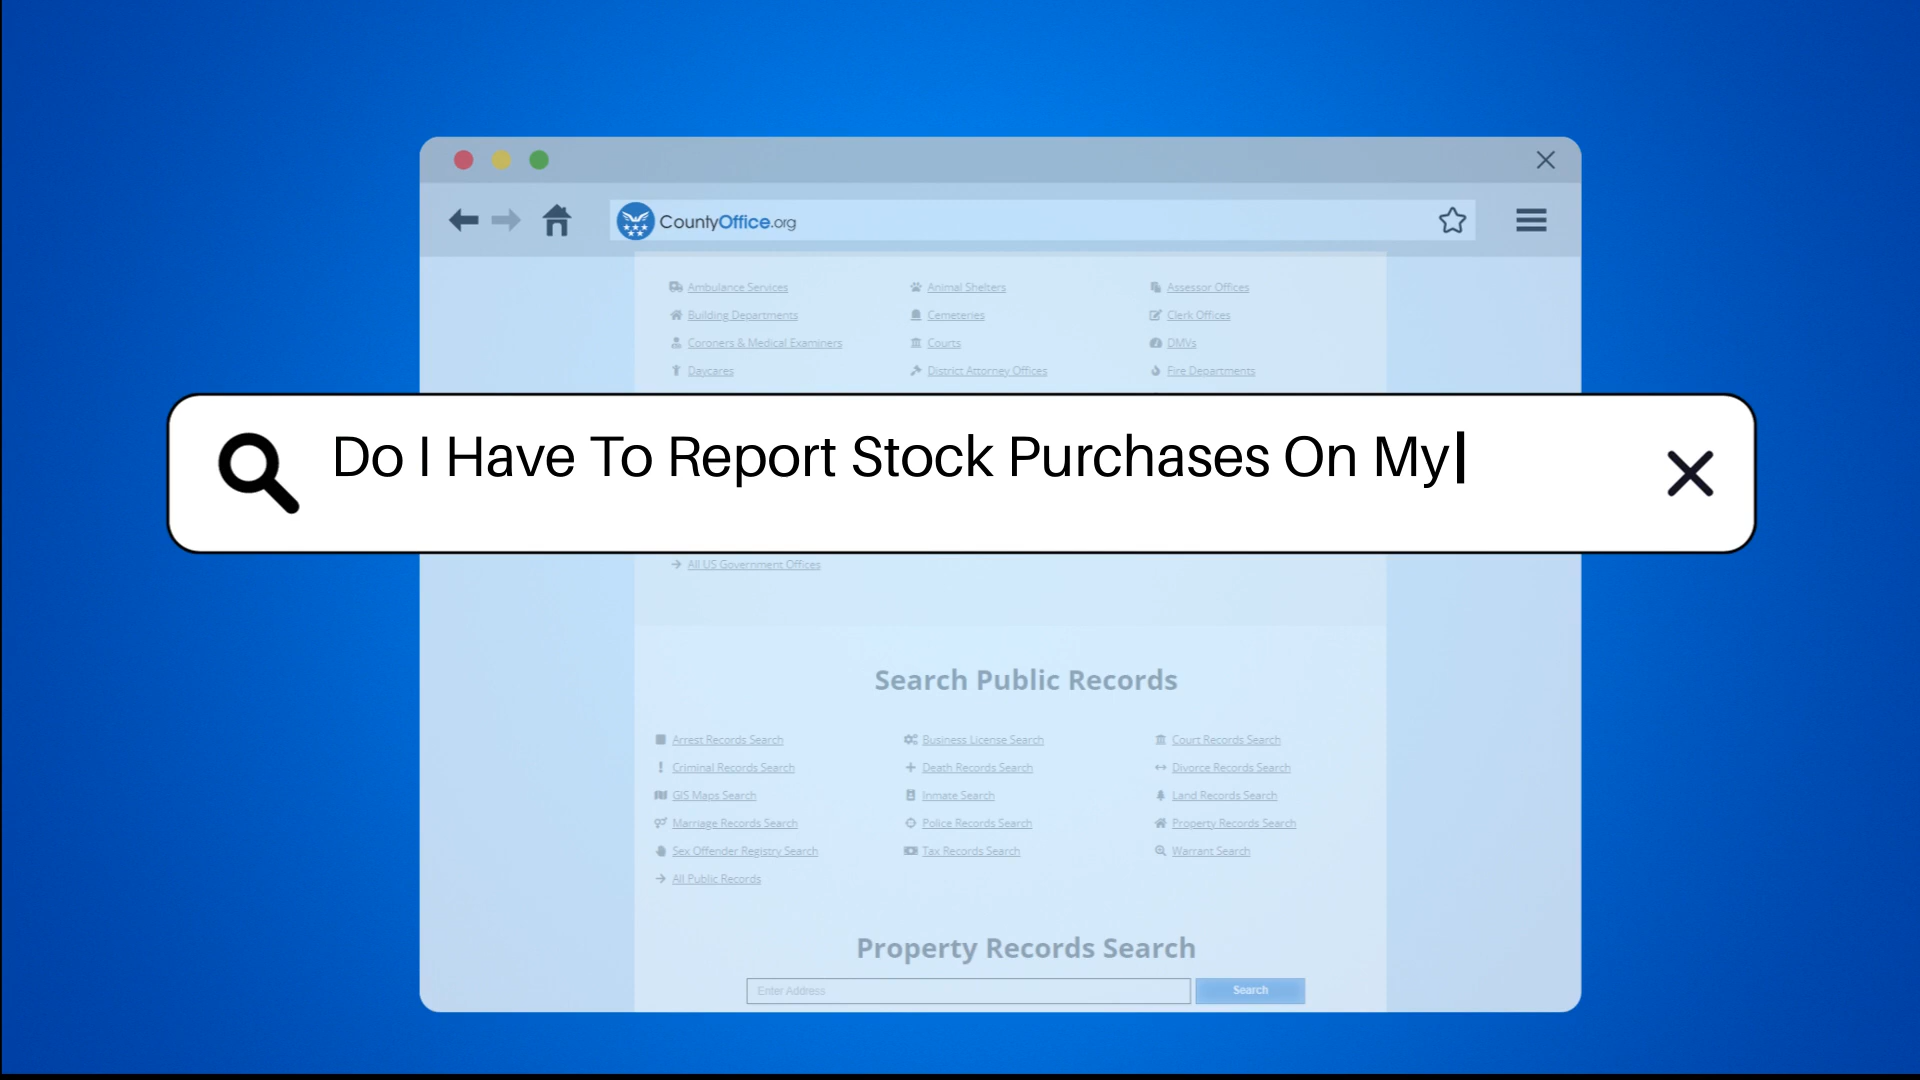 CountyOffice.org
Ambulance Services Animal Shelters Assessor Offices
Building Departments Cemeteries Clerk Offices
Coroners & Medical Examiners Courts DMVs
Daycares District Attorney Offices Fire Departments
Do I Have To Report Stock Purchases On My
All US Government Offices
Search Public Records
Arrest Records Search Business License Search Court Records Search
Criminal Records Search Death Records Search Divorce Records Search
GIS Maps Search Inmate Search Land Records Search
Marriage Records Search Police Records Search Property Records Search
Sex Offender Registry Search Tax Records Search Warrant Search
All Public Records
Property Records Search
Enter Address Search